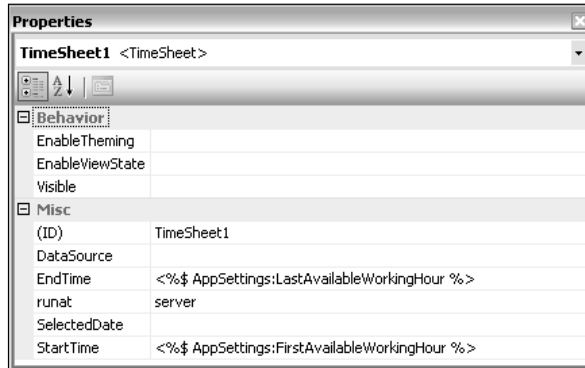 Properties
TimeSheet1 <TimeSheet>
Behavior
EnableTheming
EnableViewState
Visible
Misc
(ID) TimeSheet1
DataSource
EndTime <%$ AppSettings:LastAvailableWorkingHour %>
runat server
SelectedDate
StartTime <%$ AppSettings:FirstAvailableWorkingHour %>